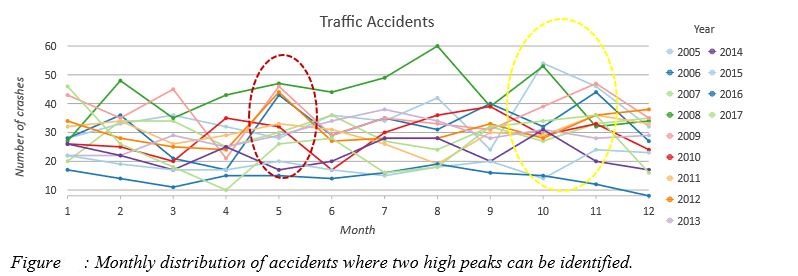 Traffic Accidents
Year
2005 2014
2006 2015
2007 2016
2008 2017
2009
2010
2011
2012
2013
Number of crashes
60
50
40
30
20
10
1 2 3 4 5 6 7 8 9 10 11 12
Month
Figure : Monthly distribution of accidents where two high peaks can be identified.